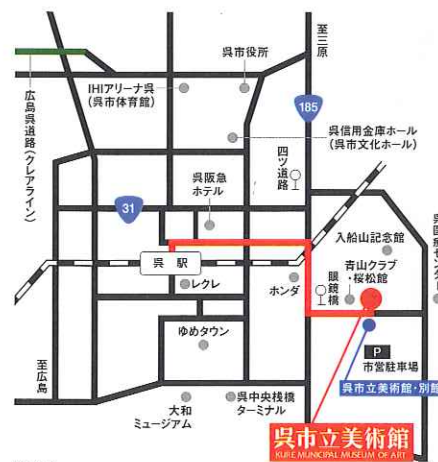 至三原
呉市役所
IHIアリーナ呉
(呉市体育館)
広島呉道路(クレアライン)
185
呉信用金庫ホール
(呉市文化ホール)
四ツ道路
31
呉阪急
ホテル
入船山記念館
呉駅
青山クラブ
・桜松館
眼鏡橋
レクレ
ホンダ
ゆめタウン
P
市営駐車場
至広島
呉市立美術館・別館
大和
ミュージアム
呉中央桟橋
ターミナル
呉市立美術館
KURE MUNICIPAL MUSEUM OF ART